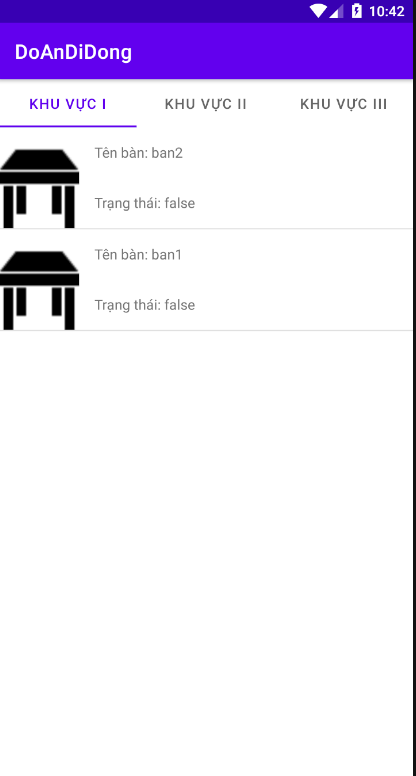 10:42
DoAnDiDong
KHU VỰC I
KHU VỰC II
KHU VỰC III
Tên bàn: ban2
Trạng thái: false
Tên bàn: ban1
Trạng thái: false